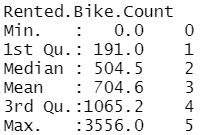 Rented.Bike.Count
Min.   :   0.0   0
1st Qu.: 191.0   1
Median : 504.5   2
Mean   : 704.6   3
3rd Qu.:1065.2   4
Max.   :3556.0   5